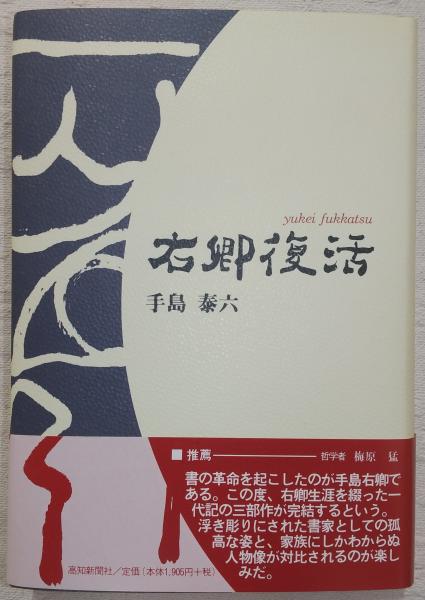 yukei fukkatsu
右卿復活
手島 泰六
■ 推薦 ── 哲学者 梅原 猛
書の革命を起こしたのが手島右卿で
ある。この度、右卿生涯を綴った一
代記の三部作が完結するという。
浮き彫りにされた書家としての孤
高な姿と、家族にしかわからぬ
人物像が対比されるのが楽し
みだ。
高知新聞社／定価（本体1,905円+税）